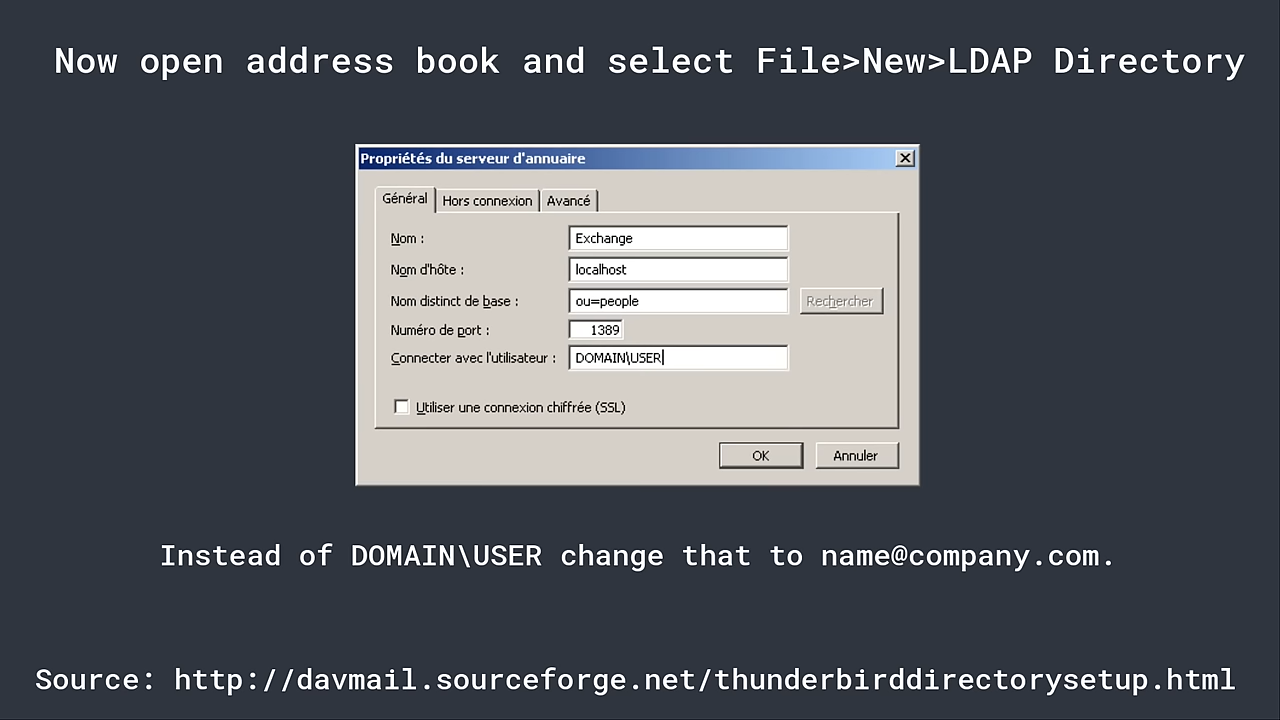 Now open address book and select File>New>LDAP Directory
Propriétés du serveur d'annuaire
Général Hors connexion Avancé
Nom : Exchange
Nom d'hôte : localhost
Nom distinct de base : ou=people Rechercher
Numéro de port : 1389
Connecter avec l'utilisateur : DOMAIN\USER
Utiliser une connexion chiffrée (SSL)
OK Annuler
Instead of DOMAIN\USER change that to name@company.com.
Source: http://davmail.sourceforge.net/thunderbirddirectorysetup.html